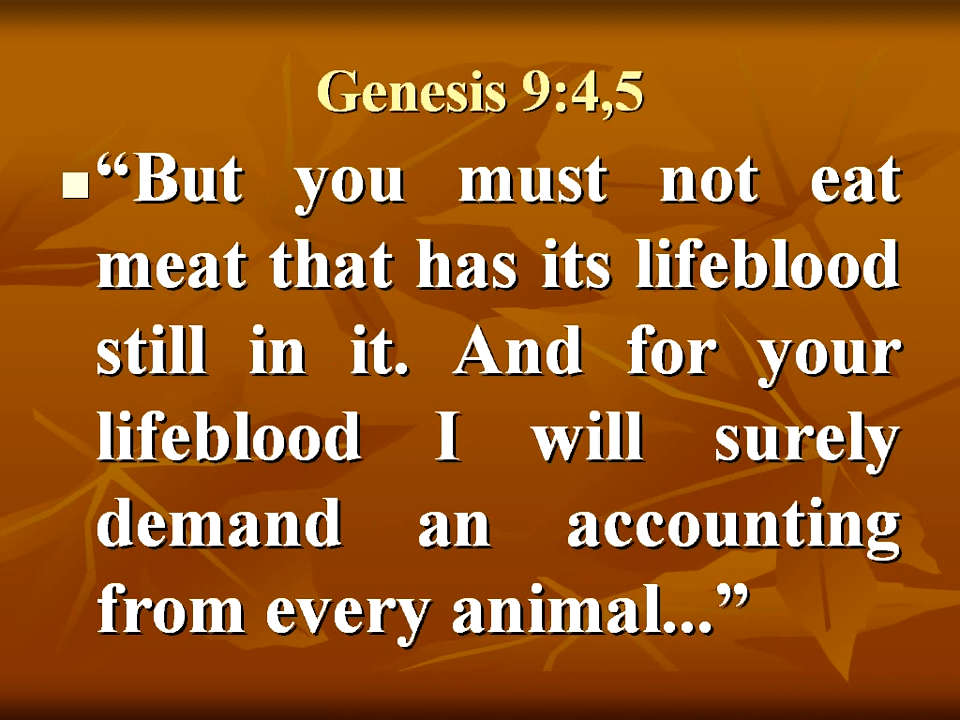 Genesis 9:4,5
“But you must not eat
meat that has its lifeblood
still in it. And for your
lifeblood I will surely
demand an accounting
from every animal...”